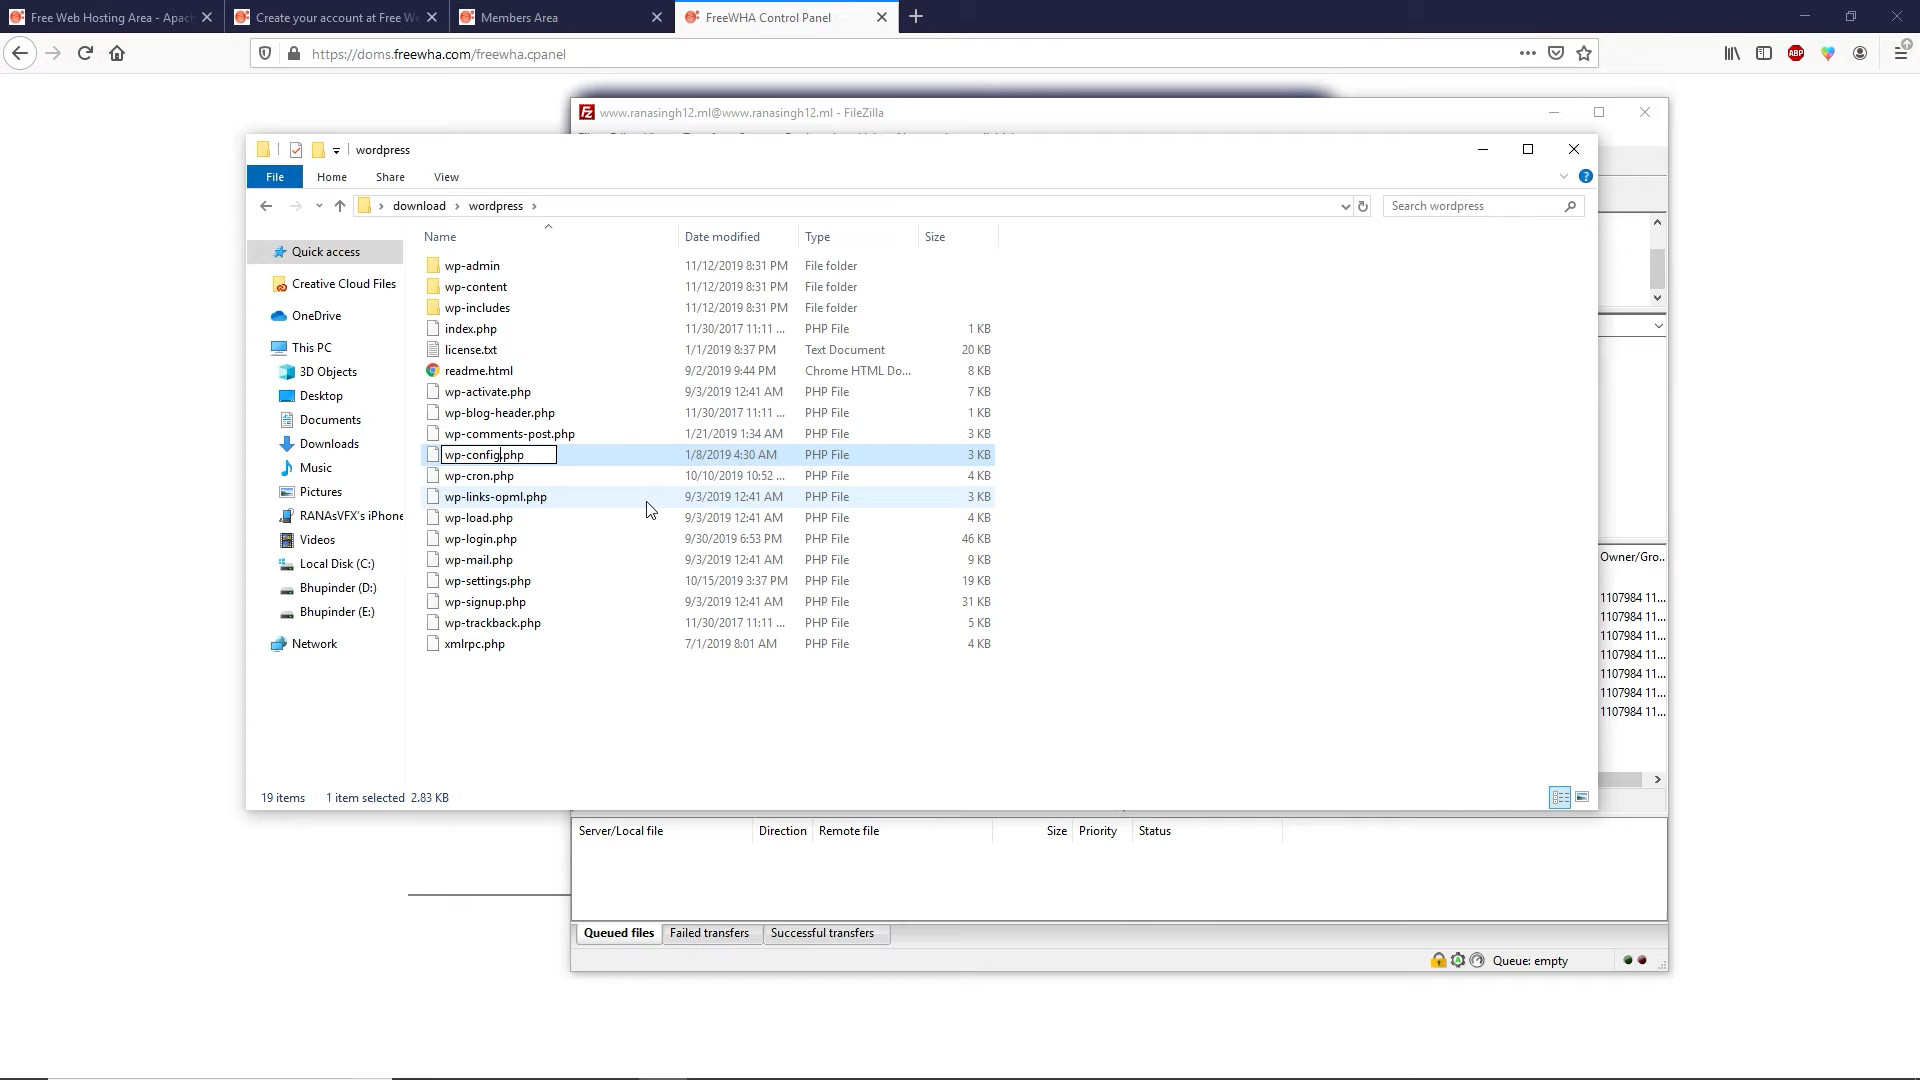 Free Web Hosting Area - Apac
Create your account at Free We
Members Area
FreeWHA Control Panel
https://doms.freewha.com/freewha.cpanel
ABP
www.ranasingh12.ml@www.ranasingh12.ml - FileZilla
wordpress
File
Home
Share
View
download
wordpress
Search wordpress
Name
Date modified
Type
Size
Quick access
Creative Cloud Files
OneDrive
This PC
3D Objects
Desktop
Documents
Downloads
Music
Pictures
RANAsVFX's iPhone
Videos
Local Disk (C:)
Bhupinder (D:)
Bhupinder (E:)
Network
wp-admin 11/12/2019 8:31 PM File folder
wp-content 11/12/2019 8:31 PM File folder
wp-includes 11/12/2019 8:31 PM File folder
index.php 11/30/2017 11:11 ... PHP File 1 KB
license.txt 1/1/2019 8:37 PM Text Document 20 KB
readme.html 9/2/2019 9:44 PM Chrome HTML Do... 8 KB
wp-activate.php 9/3/2019 12:41 AM PHP File 7 KB
wp-blog-header.php 11/30/2017 11:11 ... PHP File 1 KB
wp-comments-post.php 1/21/2019 1:34 AM PHP File 3 KB
wp-config.php 1/8/2019 4:30 AM PHP File 3 KB
wp-cron.php 10/10/2019 10:52 ... PHP File 4 KB
wp-links-opml.php 9/3/2019 12:41 AM PHP File 3 KB
wp-load.php 9/3/2019 12:41 AM PHP File 4 KB
wp-login.php 9/30/2019 6:53 PM PHP File 46 KB
wp-mail.php 9/3/2019 12:41 AM PHP File 9 KB
wp-settings.php 10/15/2019 3:37 PM PHP File 19 KB
wp-signup.php 9/3/2019 12:41 AM PHP File 31 KB
wp-trackback.php 11/30/2017 11:11 ... PHP File 5 KB
xmlrpc.php 7/1/2019 8:01 AM PHP File 4 KB
19 items 1 item selected 2.83 KB
Owner/Gro..
1107984 11...
1107984 11...
1107984 11...
1107984 11...
1107984 11...
1107984 11...
1107984 11...
Server/Local file
Direction
Remote file
Size
Priority
Status
Queued files
Failed transfers
Successful transfers
Queue: empty